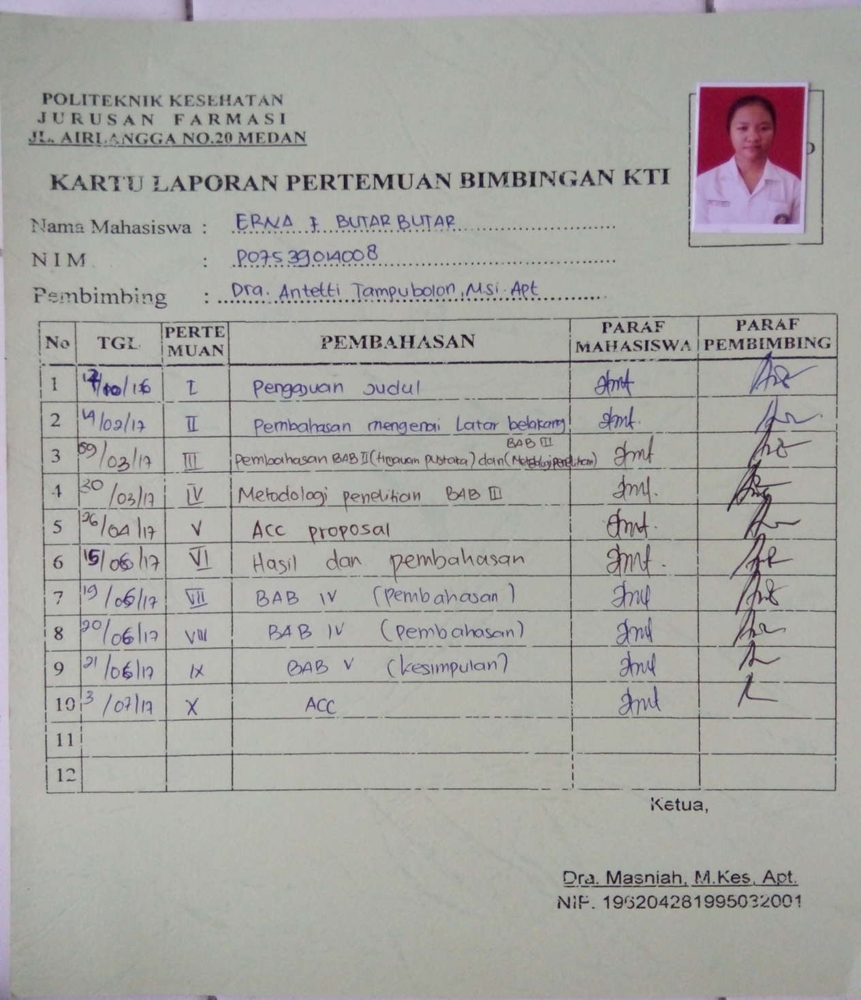 POLITEKNIK KESEHATAN
JURUSAN FARMASI
JL. AIRLANGGA NO.20 MEDAN
KARTU LAPORAN PERTEMUAN BIMBINGAN KTI
Nama Mahasiswa : ERNA F BUTAR BUTAR
NIM : P07539014008
Pembimbing : Dra. Antetti Tampubolon, M.si. Apt
No TGL PERTE MUAN PEMBAHASAN PARAF MAHASISWA PARAF PEMBIMBING
1 /10/16 I Pengajuan Judul
2 14/02/17 II Pembahasan mengenai Latar belakang
3 09/03/17 III Pembahasan BAB II (tinjauan pustaka) dan BAB III (Metodologi penelitian)
4 30/03/17 IV Metodologi penelitian BAB III
5 26/04/17 V Acc proposal
6 15/06/17 VI Hasil dan pembahasan
7 19/06/17 VII BAB IV (pembahasan)
8 20/06/17 VIII BAB IV (pembahasan)
9 21/06/17 IX BAB V (kesimpulan)
10 3/07/17 X ACC
11
12
Ketua,
Dra. Masniah, M.Kes, Apt.
NIP. 196204281995032001